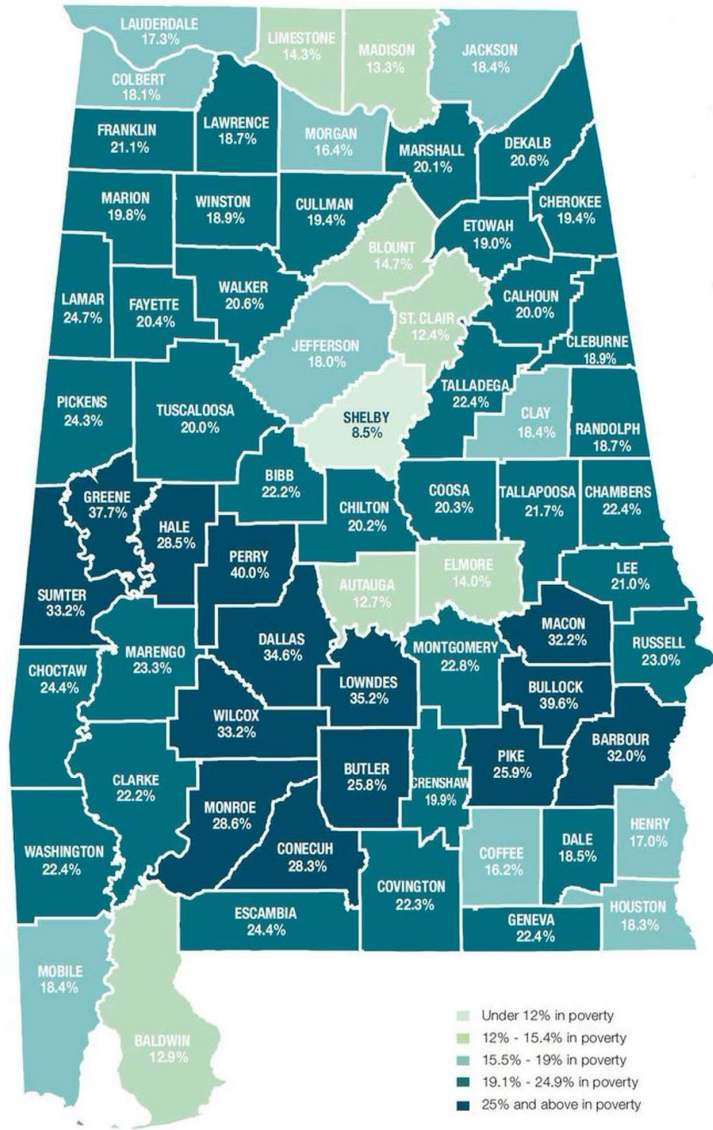 LAUDERDALE
17.3%
LIMESTONE
14.3%
MADISON
13.3%
JACKSON
18.4%
COLBERT
18.1%
FRANKLIN
21.1%
LAWRENCE
18.7%
MORGAN
16.4%
MARSHALL
20.1%
DEKALB
20.6%
MARION
19.8%
WINSTON
18.9%
CULLMAN
19.4%
CHEROKEE
19.4%
ETOWAH
19.0%
BLOUNT
14.7%
LAMAR
24.7%
FAYETTE
20.4%
WALKER
20.6%
CALHOUN
20.0%
ST. CLAIR
12.4%
JEFFERSON
18.0%
CLEBURNE
18.9%
PICKENS
24.3%
TUSCALOOSA
20.0%
SHELBY
8.5%
TALLADEGA
22.4%
CLAY
18.4%
RANDOLPH
18.7%
GREENE
37.7%
HALE
28.5%
BIBB
22.2%
CHILTON
20.2%
COOSA
20.3%
TALLAPOOSA
21.7%
CHAMBERS
22.4%
PERRY
40.0%
SUMTER
33.2%
AUTAUGA
12.7%
ELMORE
14.0%
LEE
21.0%
MARENGO
23.3%
DALLAS
34.6%
MACON
32.2%
RUSSELL
23.0%
CHOCTAW
24.4%
LOWNDES
35.2%
MONTGOMERY
22.8%
BULLOCK
39.6%
WILCOX
33.2%
BARBOUR
32.0%
CLARKE
22.2%
BUTLER
25.8%
CRENSHAW
19.9%
PIKE
25.9%
MONROE
28.6%
CONECUH
28.3%
WASHINGTON
22.4%
COFFEE
16.2%
DALE
18.5%
HENRY
17.0%
COVINGTON
22.3%
ESCAMBIA
24.4%
GENEVA
22.4%
HOUSTON
18.3%
MOBILE
18.4%
BALDWIN
12.9%
Under 12% in poverty
12% - 15.4% in poverty
15.5% - 19% in poverty
19.1% - 24.9% in poverty
25% and above in poverty